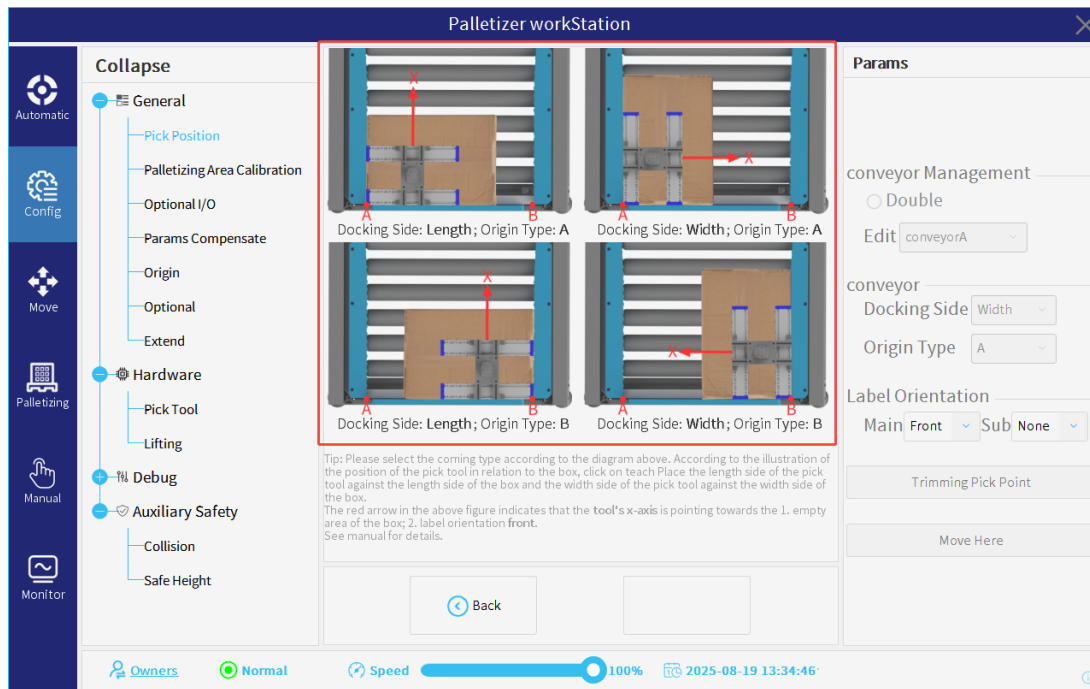 Palletizer workStation
Automatic
Config
Move
Palletizing
Manual
Monitor
Collapse
General
Pick Position
Palletizing Area Calibration
Optional I/O
Params Compensate
Origin
Optional
Extend
Hardware
Pick Tool
Lifting
Debug
Auxiliary Safety
Collision
Safe Height
X
A
B
Docking Side: Length; Origin Type: A
X
A
B
Docking Side: Width; Origin Type: A
X
A
B
Docking Side: Length; Origin Type: B
X
A
B
Docking Side: Width; Origin Type: B
Tip: Please select the coming type according to the diagram above. According to the illustration of
the position of the pick tool in relation to the box, click on teach Place the length side of the pick
tool against the length side of the box and the width side of the pick tool against the width side of
the box.
The red arrow in the above figure indicates that the tool's x-axis is pointing towards the 1. empty
area of the box; 2. label orientation front.
See manual for details.
Back
Params
conveyor Management
Double
Edit conveyorA
conveyor
Docking Side Width
Origin Type A
Label Orientation
Main Front Sub None
Trimming Pick Point
Move Here
Owners
Normal
Speed
100%
2025-08-19 13:34:46